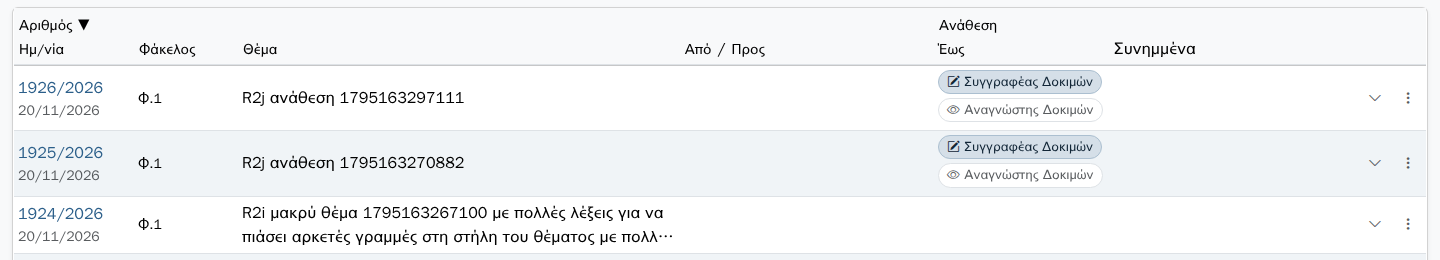 Αριθμός ▼ Ανάθεση
Ημ/νία Φάκελος Θέμα Από / Προς Έως Συνημμένα
1926/2026 Συγγραφέας Δοκιμών
Φ.1 R2j ανάθεση 1795163297111
20/11/2026 Αναγνώστης Δοκιμών
1925/2026 Συγγραφέας Δοκιμών
Φ.1 R2j ανάθεση 1795163270882
20/11/2026 Αναγνώστης Δοκιμών
1924/2026 R2i μακρύ θέμα 1795163267100 με πολλές λέξεις για να
Φ.1
20/11/2026 πιάσει αρκετές γραμμές στη στήλη του θέματος με πολλ…